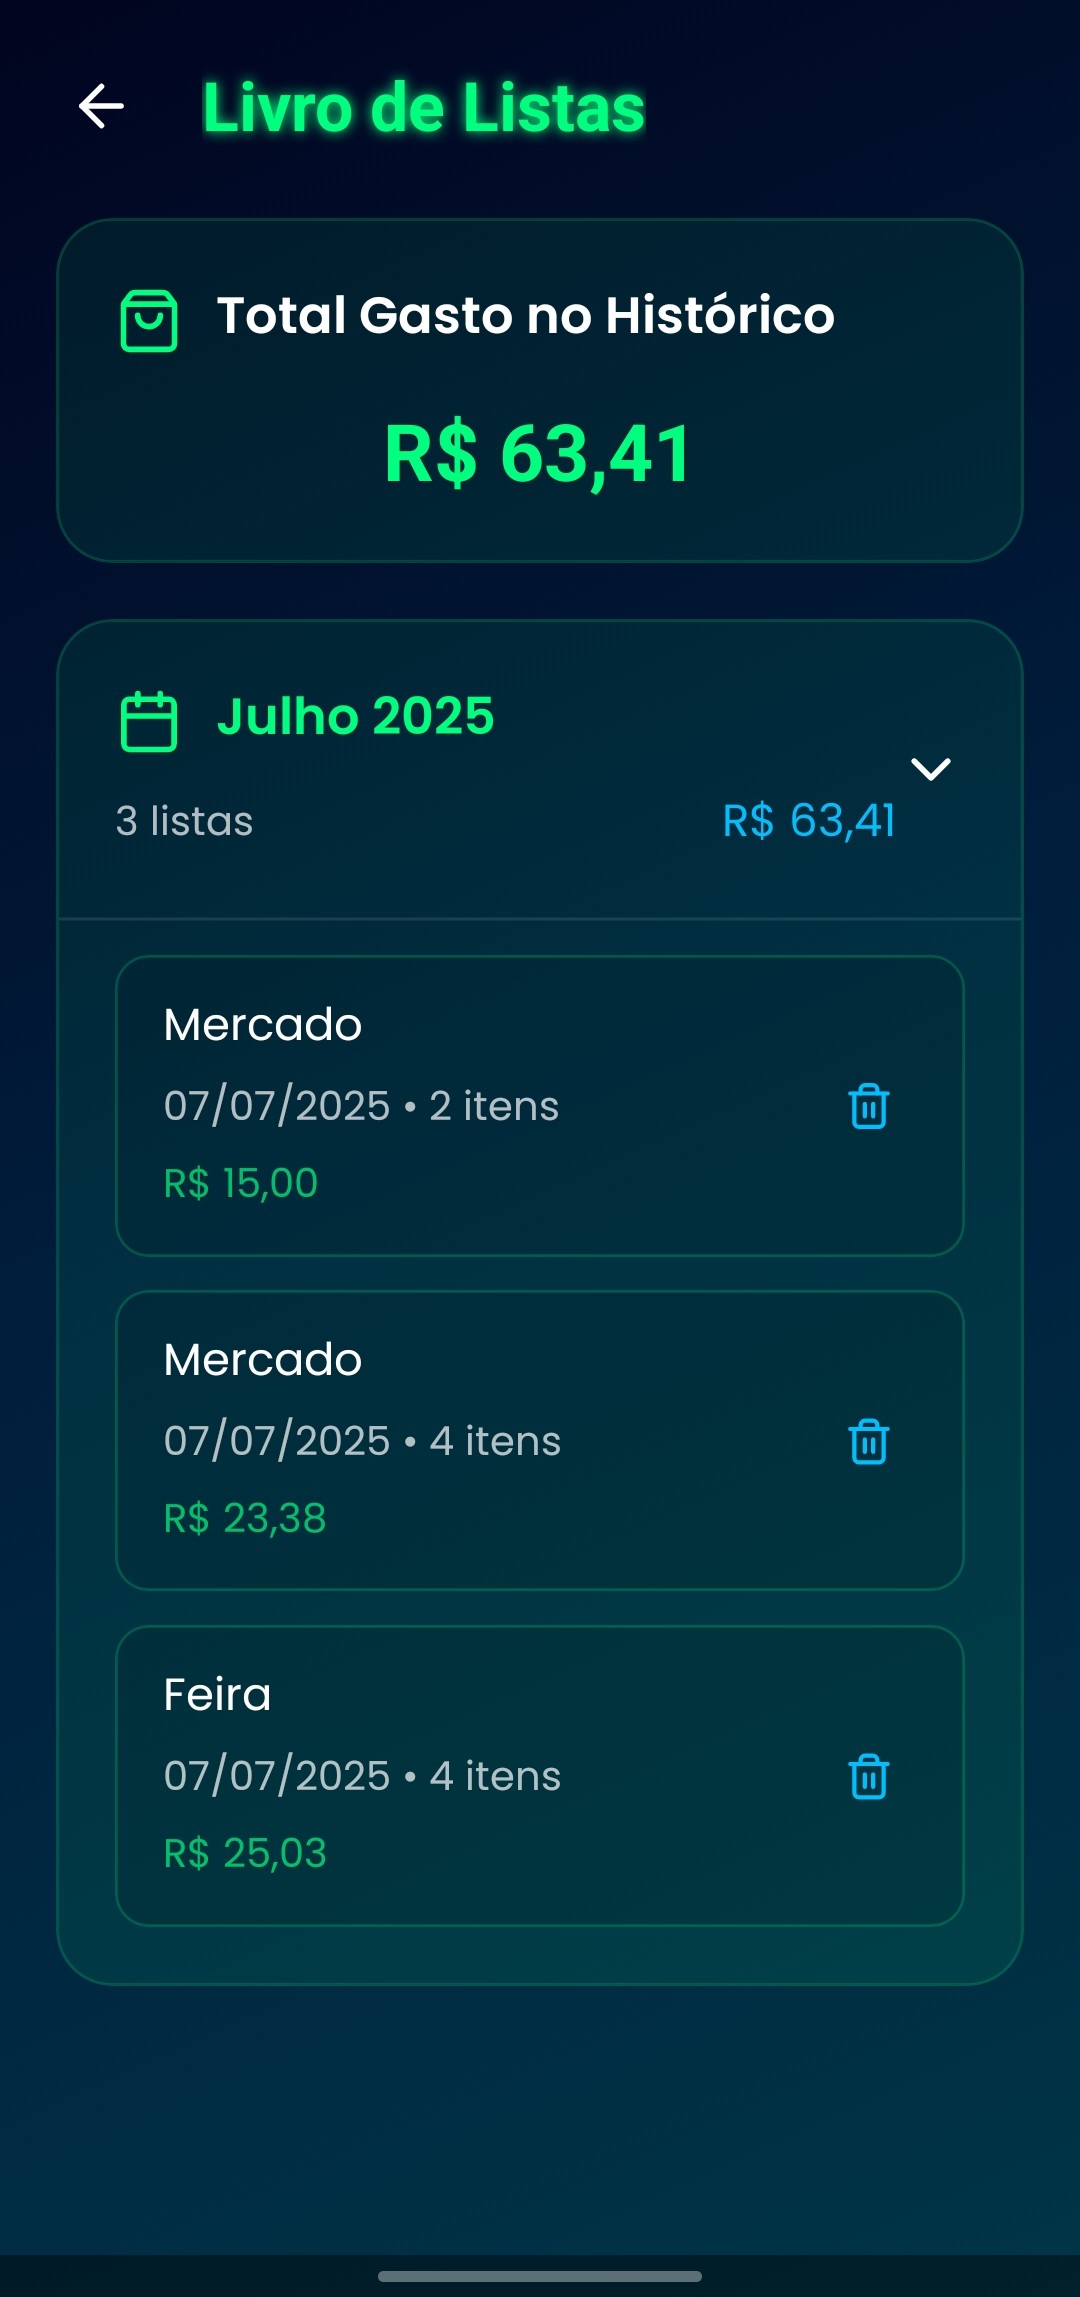 Livro de Listas
Total Gasto no Histórico
R$ 63,41
Julho 2025
3 listas
R$ 63,41
Mercado
07/07/2025 • 2 itens
R$ 15,00
Mercado
07/07/2025 • 4 itens
R$ 23,38
Feira
07/07/2025 • 4 itens
R$ 25,03